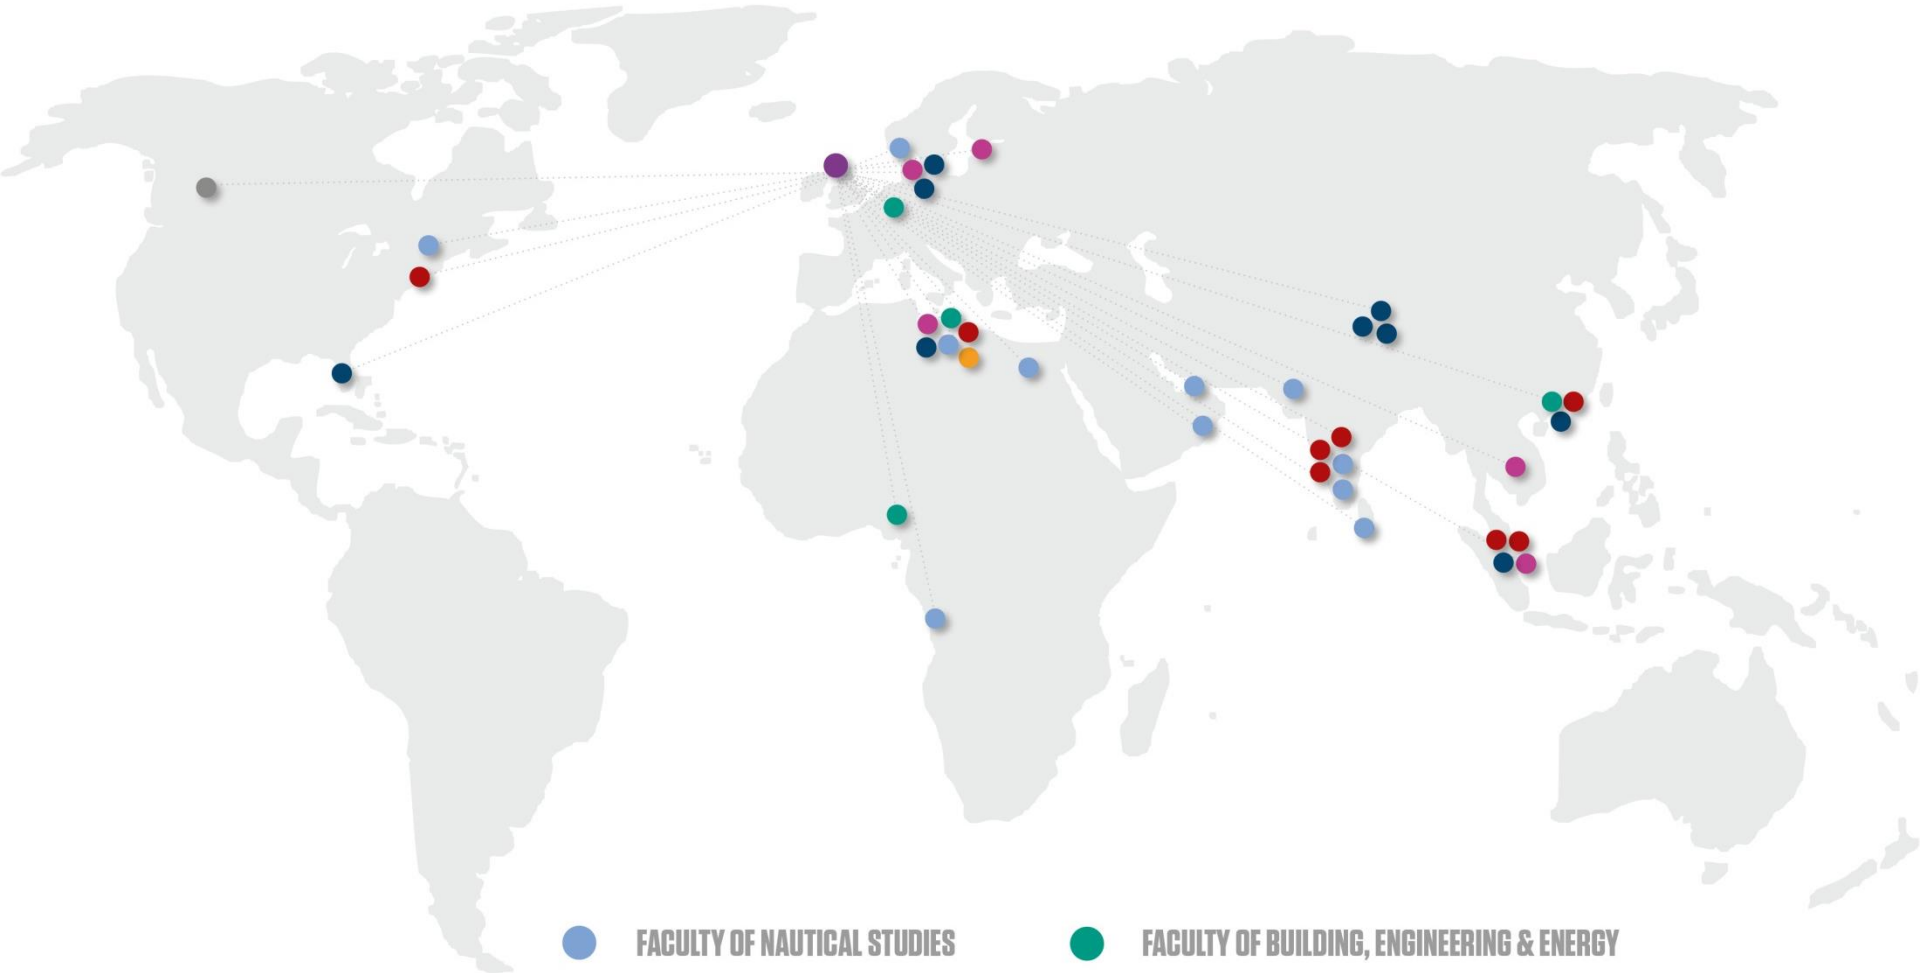 FACULTY OF NAUTICAL STUDIES
FACULTY OF BUILDING, ENGINEERING & ENERGY